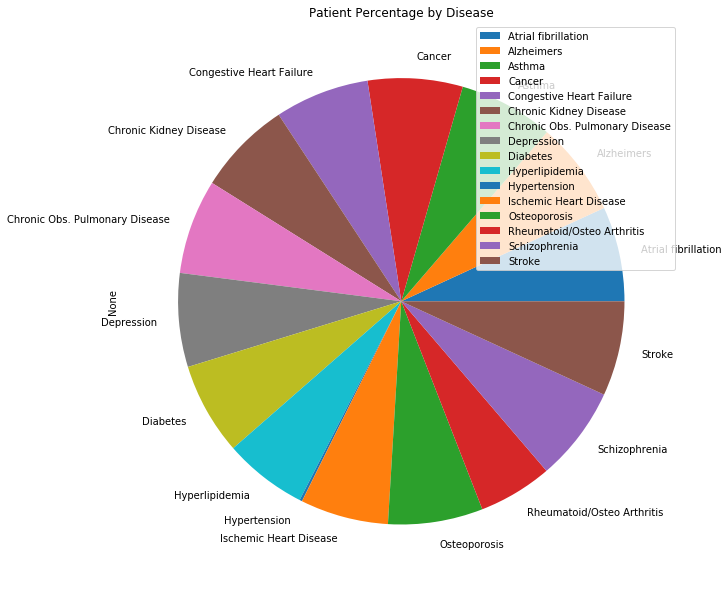 Patient Percentage by Disease
Atrial fibrillation
Alzheimers
Asthma
Cancer
Congestive Heart Failure
Chronic Kidney Disease
Chronic Obs. Pulmonary Disease
Depression
Diabetes
Hyperlipidemia
Hypertension
Ischemic Heart Disease
Osteoporosis
Rheumatoid/Osteo Arthritis
Schizophrenia
Stroke
Cancer
Asthma
Congestive Heart Failure
Alzheimers
Chronic Kidney Disease
Chronic Obs. Pulmonary Disease
Atrial fibrillation
None
Depression
Stroke
Diabetes
Schizophrenia
Hyperlipidemia
Rheumatoid/Osteo Arthritis
Hypertension
Ischemic Heart Disease
Osteoporosis